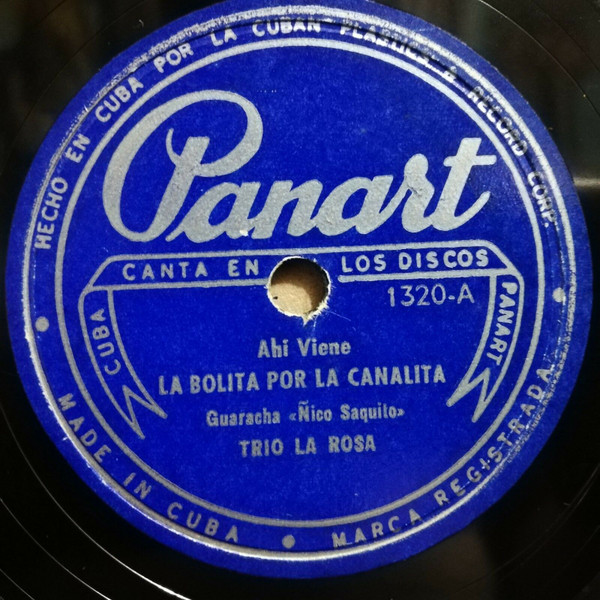 HECHO EN CUBA POR LA CUBAN PLASTICS & RECORD CORP.
Panart
CUBA CANTA EN LOS DISCOS PANART
1320-A
Ahi Viene
LA BOLITA POR LA CANALITA
Guaracha «Ñico Saquito»
TRIO LA ROSA
MADE IN CUBA • MARCA REGISTRADA